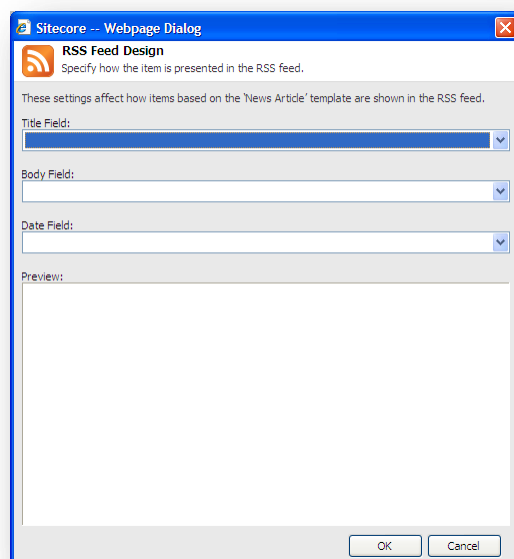 Sitecore -- Webpage Dialog
RSS Feed Design
Specify how the item is presented in the RSS feed.
These settings affect how items based on the ‘News Article’ template are shown in the RSS feed.
Title Field:
Body Field:
Date Field:
Preview:
OK Cancel